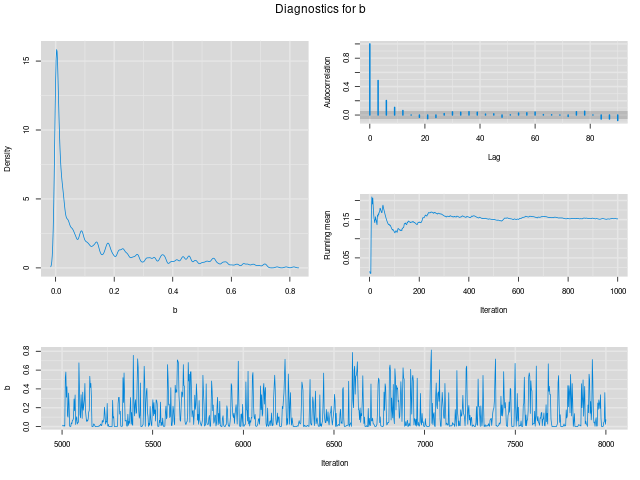 Diagnostics for b
Density
15
10
5
0
0.0 0.2 0.4 0.6 0.8
b
Autocorrelation
0.8
0.4
0.0
0 20 40 60 80
Lag
Running mean
0.15
0.05
0 200 400 600 800 1000
Iteration
b
0.8
0.6
0.4
0.2
0.0
5000 5500 6000 6500 7000 7500 8000
Iteration